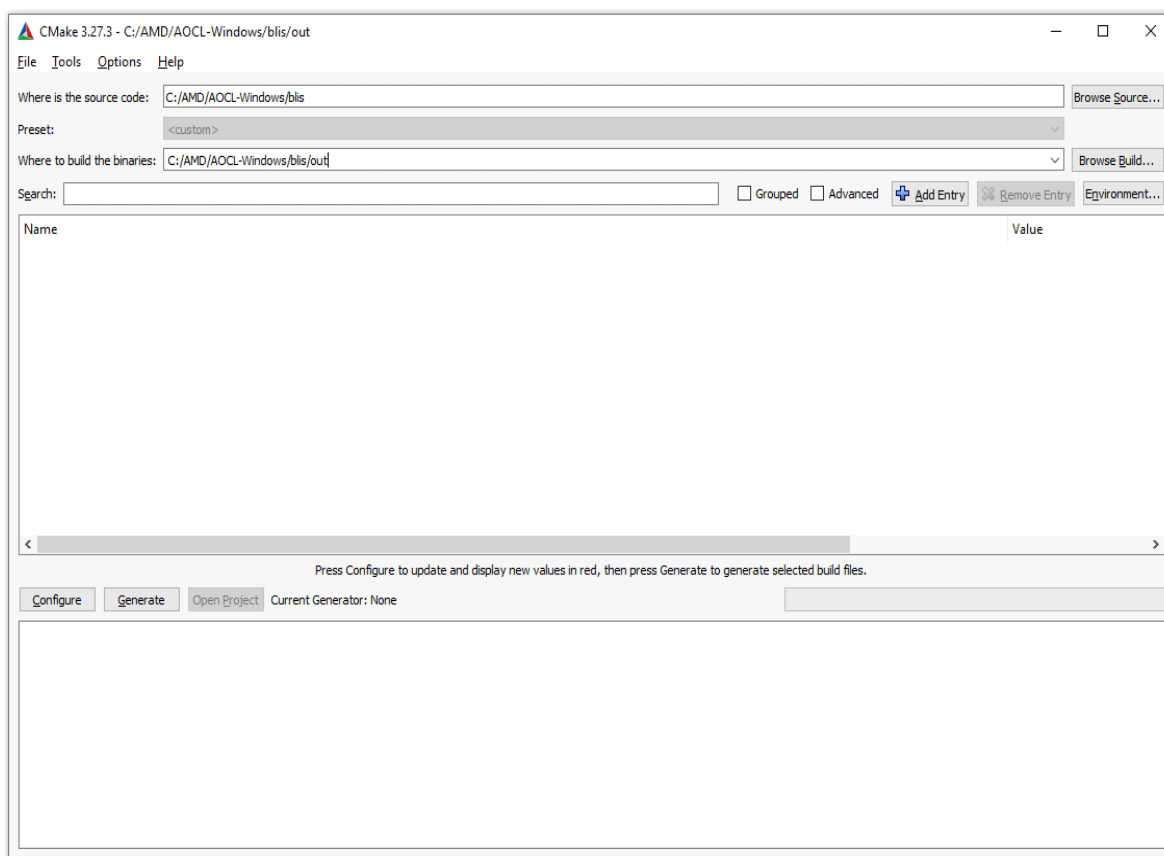 CMake 3.27.3 - C:/AMD/AOCL-Windows/blis/out
File Tools Options Help
Where is the source code: C:/AMD/AOCL-Windows/blis Browse Source...
Preset: <custom>
Where to build the binaries: C:/AMD/AOCL-Windows/blis/out Browse Build...
Search: Grouped Advanced Add Entry Remove Entry Environment...
Name Value
Press Configure to update and display new values in red, then press Generate to generate selected build files.
Configure Generate Open Project Current Generator: None